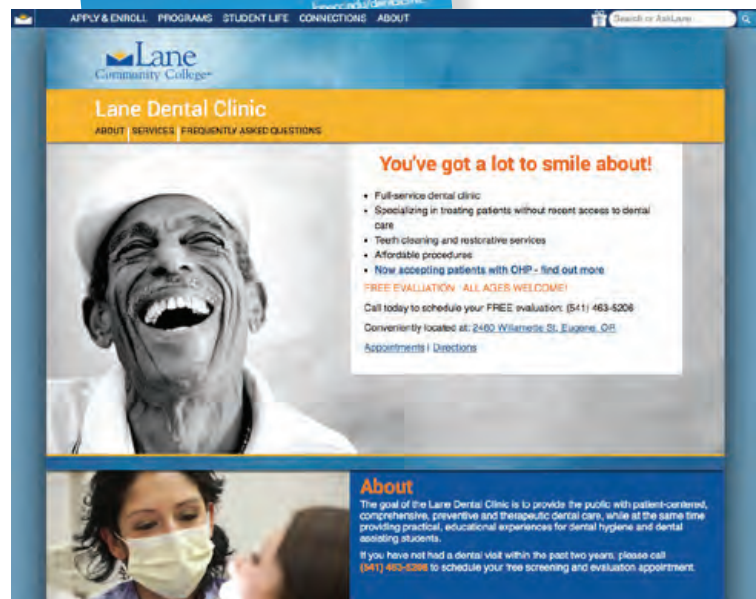 lanecc.edu/dentalclinic
APPLY & ENROLL PROGRAMS STUDENT LIFE CONNECTIONS ABOUT
Search or AskLane
Lane
Community College
Lane Dental Clinic
ABOUT | SERVICES | FREQUENTLY ASKED QUESTIONS
You've got a lot to smile about!
• Full-service dental clinic
• Specializing in treating patients without recent access to dental
care
• Teeth cleaning and restorative services
• Affordable procedures
• Now accepting patients with OHP - find out more
FREE EVALUATION - ALL AGES WELCOME!
Call today to schedule your FREE evaluation: (541) 463-5206
Conveniently located at: 2460 Willamette St, Eugene, OR
Appointments | Directions
About
The goal of the Lane Dental Clinic is to provide the public with patient-centered,
comprehensive, preventive and therapeutic dental care, while at the same time
providing practical, educational experiences for dental hygiene and dental
assisting students.
If you have not had a dental visit within the past two years, please call
(541) 463-5206 to schedule your free screening and evaluation appointment.